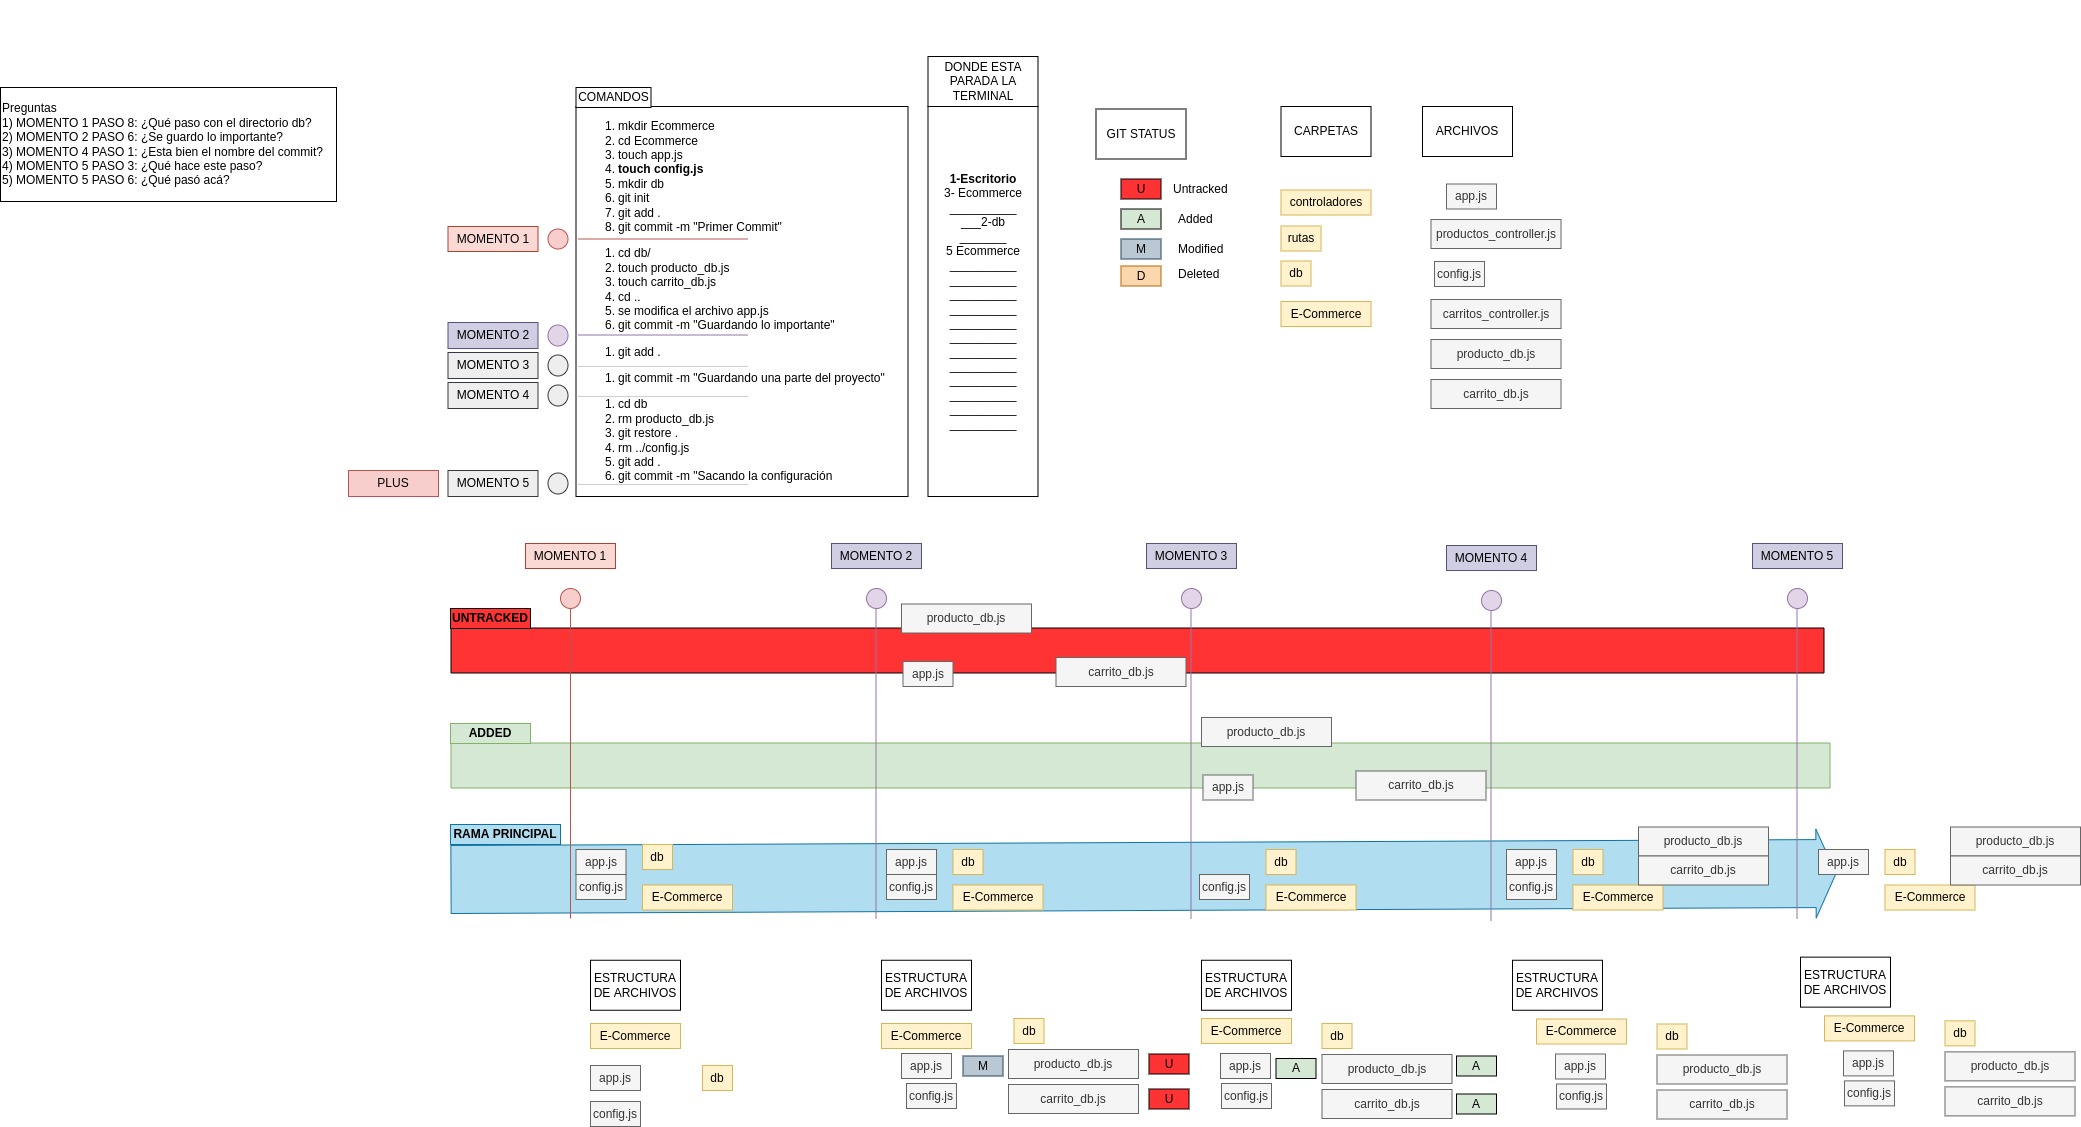 Preguntas
1) MOMENTO 1 PASO 8: ¿Qué paso con el directorio db?
2) MOMENTO 2 PASO 6: ¿Se guardo lo importante?
3) MOMENTO 4 PASO 1: ¿Esta bien el nombre del commit?
4) MOMENTO 5 PASO 3: ¿Qué hace este paso?
5) MOMENTO 5 PASO 6: ¿Qué pasó acá?
COMANDOS
1. mkdir Ecommerce
2. cd Ecommerce
3. touch app.js
4. touch config.js
5. mkdir db
6. git init
7. git add .
8. git commit -m "Primer Commit"
MOMENTO 1
1. cd db/
2. touch producto_db.js
3. touch carrito_db.js
4. cd ..
5. se modifica el archivo app.js
6. git commit -m "Guardando lo importante"
MOMENTO 2
1. git add .
MOMENTO 3
1. git commit -m "Guardando una parte del proyecto"
MOMENTO 4
1. cd db
2. rm producto_db.js
3. git restore .
4. rm ../config.js
5. git add .
6. git commit -m "Sacando la configuración
PLUS
MOMENTO 5
DONDE ESTA
PARADA LA
TERMINAL
1-Escritorio
3- Ecommerce
__________
___2-db
_______
5 Ecommerce
__________
__________
__________
__________
__________
__________
__________
__________
__________
__________
__________
__________
GIT STATUS
U Untracked
A Added
M Modified
D Deleted
CARPETAS
controladores
rutas
db
E-Commerce
ARCHIVOS
app.js
productos_controller.js
config.js
carritos_controller.js
producto_db.js
carrito_db.js
MOMENTO 1
MOMENTO 2
MOMENTO 3
MOMENTO 4
MOMENTO 5
UNTRACKED
producto_db.js
app.js
carrito_db.js
ADDED
producto_db.js
app.js
carrito_db.js
RAMA PRINCIPAL
app.js
config.js
db
E-Commerce
app.js
config.js
db
E-Commerce
config.js
db
E-Commerce
app.js
config.js
db
E-Commerce
producto_db.js
carrito_db.js
app.js
db
E-Commerce
producto_db.js
carrito_db.js
ESTRUCTURA
DE ARCHIVOS
E-Commerce
app.js
db
config.js
ESTRUCTURA
DE ARCHIVOS
E-Commerce
db
app.js M
producto_db.js U
config.js
carrito_db.js U
ESTRUCTURA
DE ARCHIVOS
E-Commerce
db
app.js A
producto_db.js A
config.js
carrito_db.js A
ESTRUCTURA
DE ARCHIVOS
E-Commerce
db
app.js
producto_db.js
config.js
carrito_db.js
ESTRUCTURA
DE ARCHIVOS
E-Commerce
db
app.js
producto_db.js
config.js
carrito_db.js